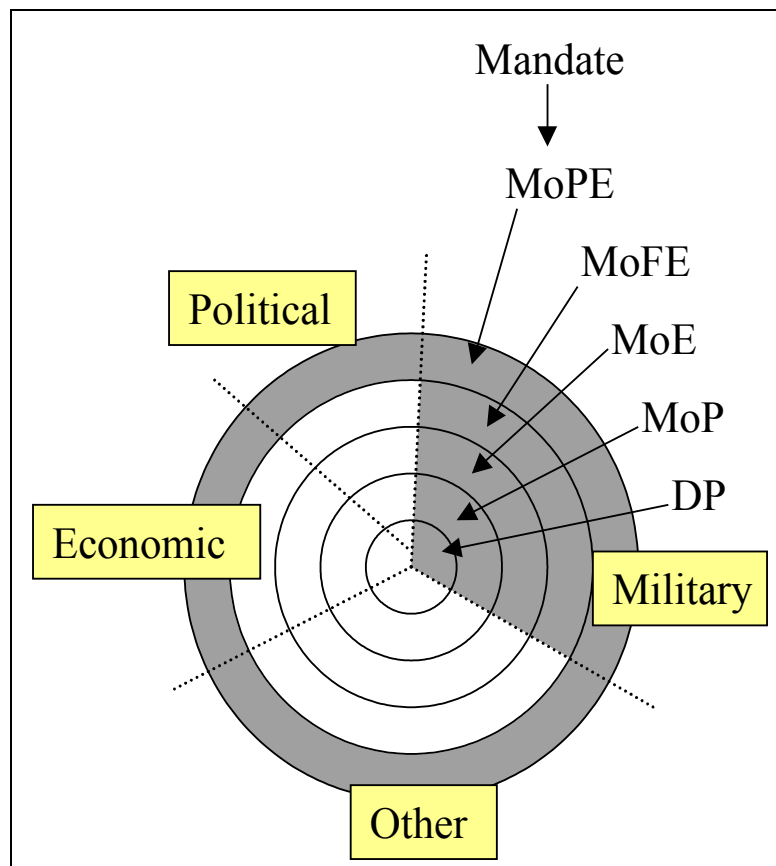 Mandate
MoPE
MoFE
Political
MoE
MoP
DP
Economic
Military
Other